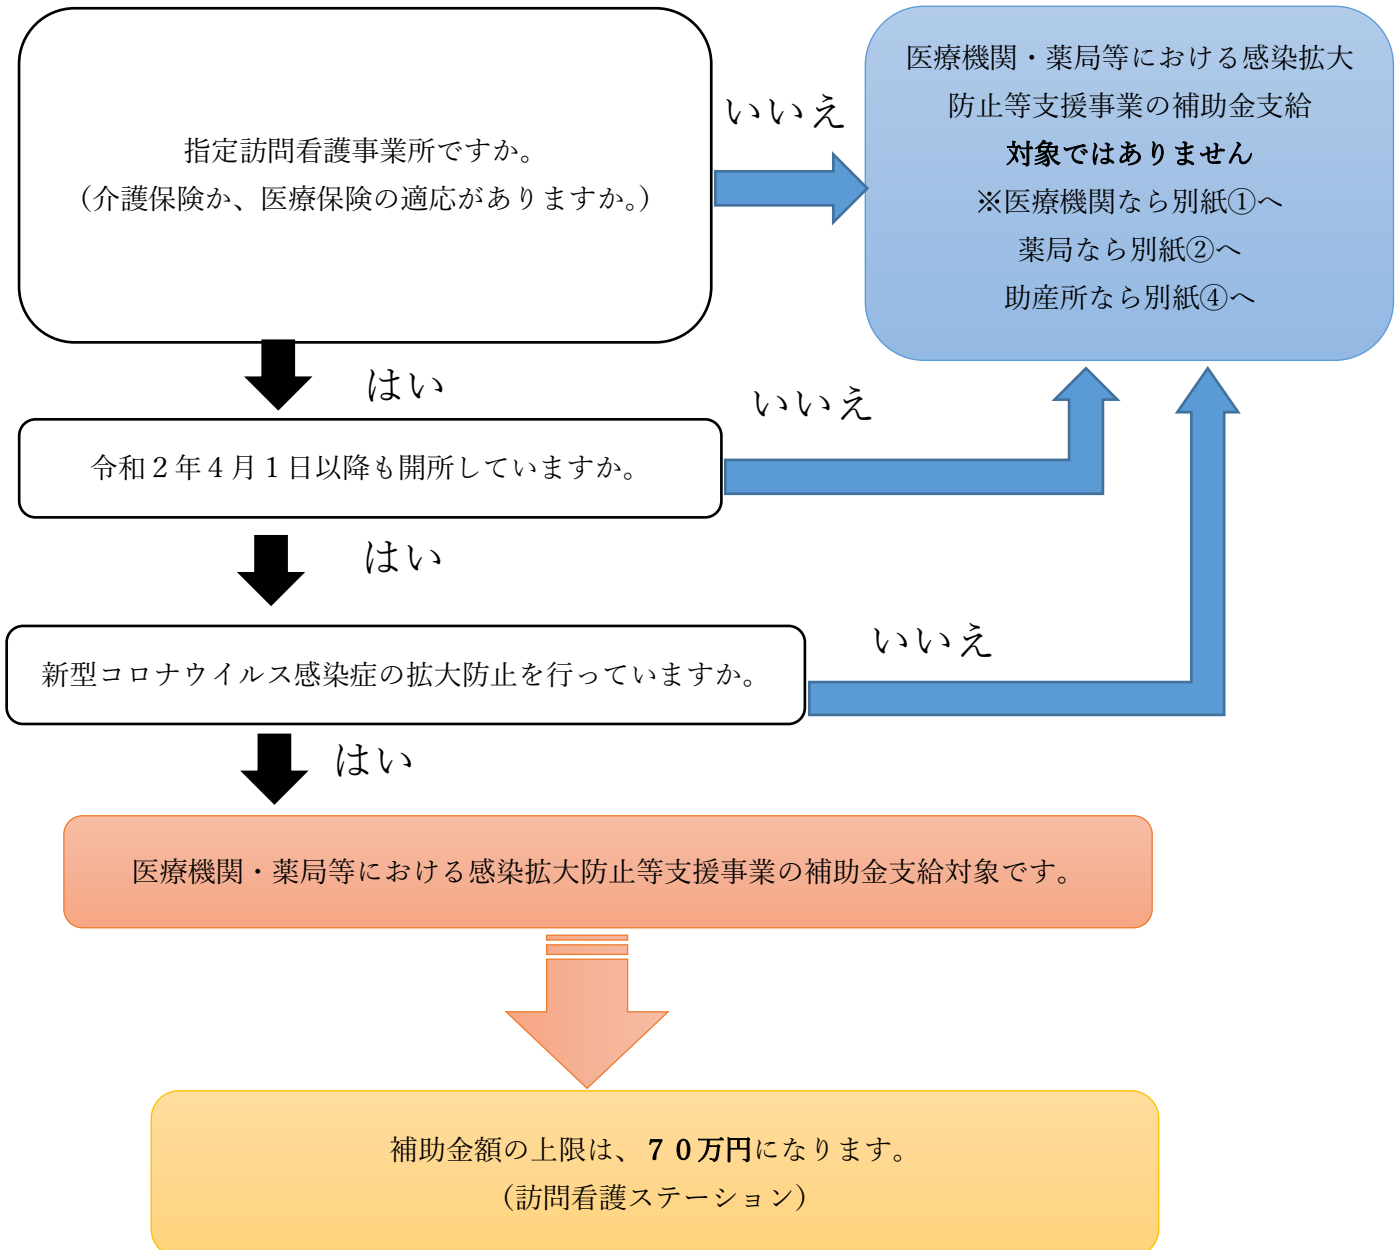 指定訪問看護事業所ですか。
（介護保険か、医療保険の適応がありますか。）
いいえ
医療機関・薬局等における感染拡大
防止等支援事業の補助金支給
対象ではありません
※医療機関なら別紙①へ
薬局なら別紙②へ
助産所なら別紙④へ
はい
いいえ
令和２年４月１日以降も開所していますか。
はい
いいえ
新型コロナウイルス感染症の拡大防止を行っていますか。
はい
医療機関・薬局等における感染拡大防止等支援事業の補助金支給対象です。
補助金額の上限は、７０万円になります。
（訪問看護ステーション）